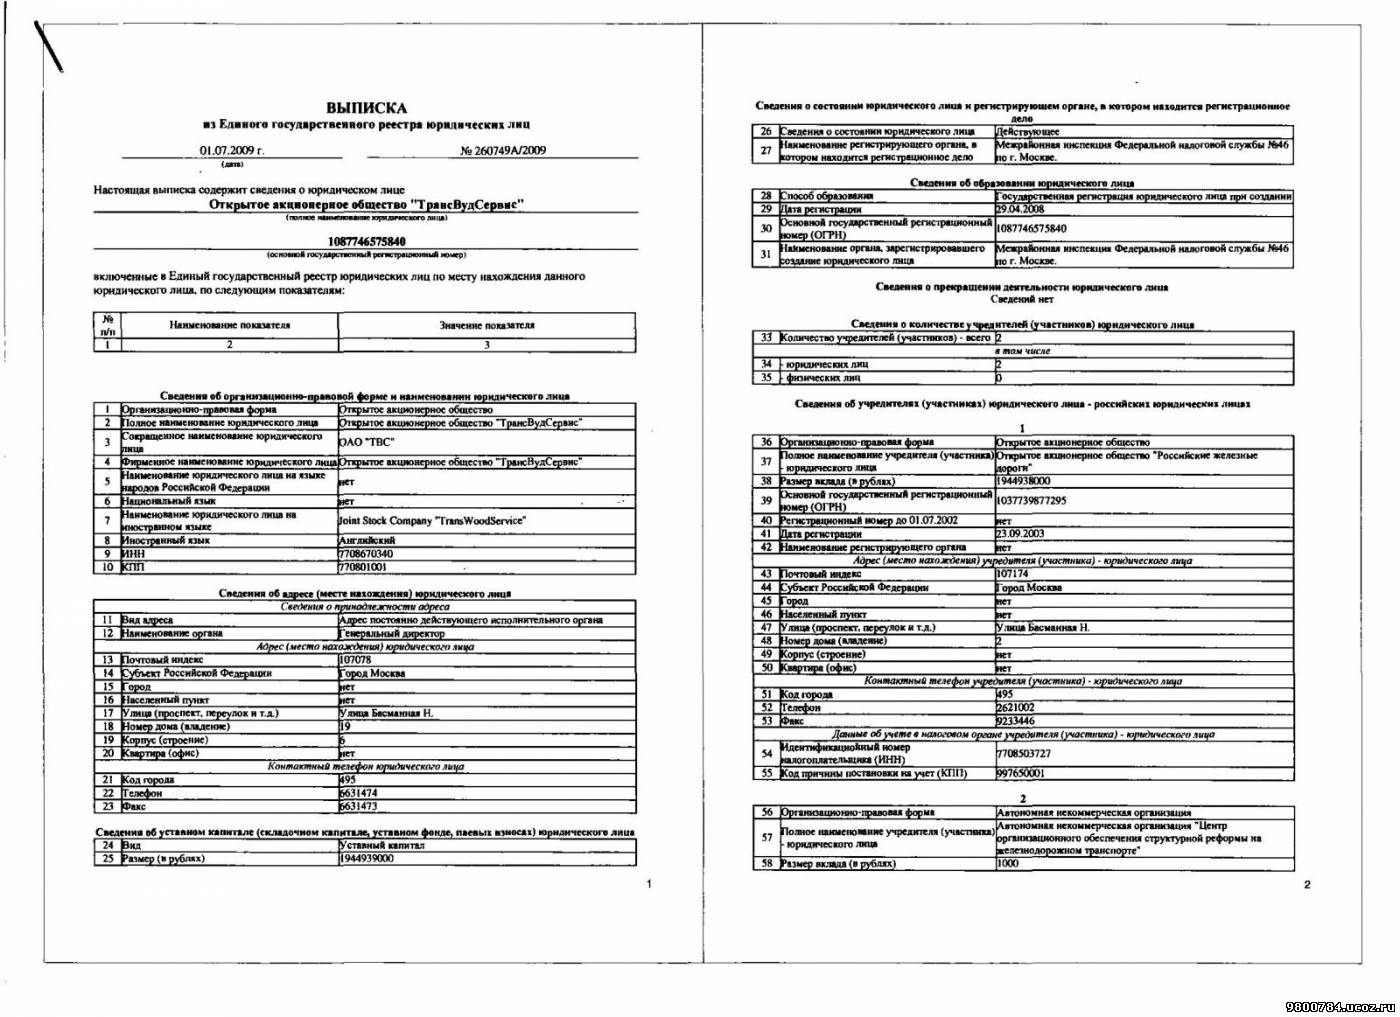 ВЫПИСКА
из Единого государственного реестра юридических лиц
01.07.2009 г. № 260749А/2009
(дата)
Настоящая выписка содержит сведения о юридическом лице
Открытое акционерное общество "ТрансВудСервис"
(полное наименование юридического лица)
1087746575840
(основной государственный регистрационный номер)
включенные в Единый государственный реестр юридических лиц по месту нахождения данного
юридического лица, по следующим показателям:
№
п/п Наименование показателя Значение показателя
1 2 3
Сведения об организационно-правовой форме и наименовании юридического лица
1 Организационно-правовая форма Открытое акционерное общество
2 Полное наименование юридического лица Открытое акционерное общество "ТрансВудСервис"
3 Сокращенное наименование юридического
лица ОАО "ТВС"
4 Фирменное наименование юридического лица Открытое акционерное общество "ТрансВудСервис"
5 Наименование юридического лица на языке
народов Российской Федерации нет
6 Национальный язык нет
7 Наименование юридического лица на
иностранном языке Joint Stock Company "TransWoodService"
8 Иностранный язык Английский
9 ИНН 7708670340
10 КПП 770801001
Сведения об адресе (месте нахождения) юридического лица
Сведения о принадлежности адреса
11 Вид адреса Адрес постоянно действующего исполнительного органа
12 Наименование органа Генеральный директор
Адрес (место нахождения) юридического лица
13 Почтовый индекс 107078
14 Субъект Российской Федерации Город Москва
15 Город нет
16 Населенный пункт нет
17 Улица (проспект, переулок и т.д.) Улица Басманная Н.
18 Номер дома (владение) 19
19 Корпус (строение) 6
20 Квартира (офис) нет
Контактный телефон юридического лица
21 Код города 495
22 Телефон 6631474
23 Факс 6631473
Сведения об уставном капитале (складочном капитале, уставном фонде, паевых взносах) юридического лица
24 Вид Уставный капитал
25 Размер (в рублях) 1944939000
1
Сведения о состоянии юридического лица и регистрирующем органе, в котором находится регистрационное
дело
26 Сведения о состоянии юридического лица Действующее
27 Наименование регистрирующего органа, в
котором находится регистрационное дело Межрайонная инспекция Федеральной налоговой службы №46
по г. Москве.
Сведения об образовании юридического лица
28 Способ образования Государственная регистрация юридического лица при создании
29 Дата регистрации 29.04.2008
30 Основной государственный регистрационный
номер (ОГРН) 1087746575840
31 Наименование органа, зарегистрировавшего
создание юридического лица Межрайонная инспекция Федеральной налоговой службы №46
по г. Москве.
Сведения о прекращении деятельности юридического лица
Сведений нет
Сведения о количестве учредителей (участников) юридического лица
33 Количество учредителей (участников) - всего 2
в том числе
34 - юридических лиц 2
35 - физических лиц 0
Сведения об учредителях (участниках) юридического лица - российских юридических лицах
1
36 Организационно-правовая форма Открытое акционерное общество
37 Полное наименование учредителя (участника)
- юридического лица Открытое акционерное общество "Российские железные
дороги"
38 Размер вклада (в рублях) 1944938000
39 Основной государственный регистрационный
номер (ОГРН) 1037739877295
40 Регистрационный номер до 01.07.2002 нет
41 Дата регистрации 23.09.2003
42 Наименование регистрирующего органа нет
Адрес (место нахождения) учредителя (участника) - юридического лица
43 Почтовый индекс 107174
44 Субъект Российской Федерации Город Москва
45 Город нет
46 Населенный пункт нет
47 Улица (проспект, переулок и т.д.) Улица Басманная Н.
48 Номер дома (владение) 2
49 Корпус (строение) нет
50 Квартира (офис) нет
Контактный телефон учредителя (участника) - юридического лица
51 Код города 495
52 Телефон 2621002
53 Факс 9233446
Данные об учете в налоговом органе учредителя (участника) - юридического лица
54 Идентификационный номер
налогоплательщика (ИНН) 7708503727
55 Код причины постановки на учет (КПП) 997650001
2
56 Организационно-правовая форма Автономная некоммерческая организация
57 Полное наименование учредителя (участника)
- юридического лица Автономная некоммерческая организация "Центр
организационного обеспечения структурной реформы на
железнодорожном транспорте"
58 Размер вклада (в рублях) 1000
2
9800784.ucoz.ru